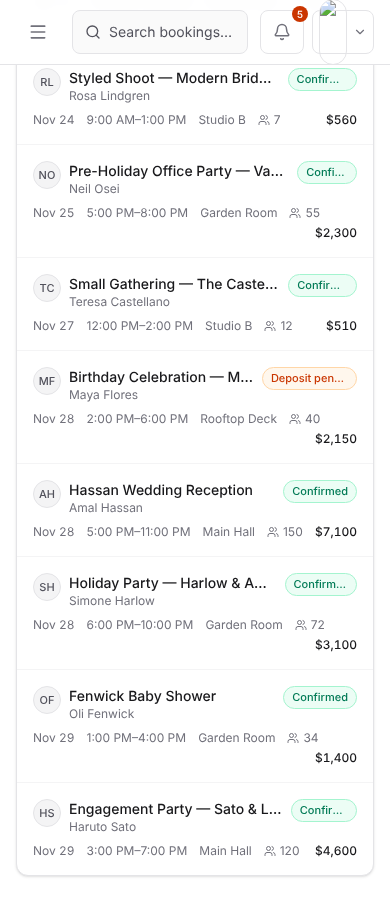 Search bookings...
5
RL
Styled Shoot — Modern Brid...
Confir...
Rosa Lindgren
Nov 24 9:00 AM–1:00 PM Studio B 7 $560
NO
Pre-Holiday Office Party — Va...
Confi...
Neil Osei
Nov 25 5:00 PM–8:00 PM Garden Room 55
$2,300
TC
Small Gathering — The Caste...
Confir...
Teresa Castellano
Nov 27 12:00 PM–2:00 PM Studio B 12 $510
MF
Birthday Celebration — M...
Deposit pen...
Maya Flores
Nov 28 2:00 PM–6:00 PM Rooftop Deck 40
$2,150
AH
Hassan Wedding Reception
Confirmed
Amal Hassan
Nov 28 5:00 PM–11:00 PM Main Hall 150 $7,100
SH
Holiday Party — Harlow & A...
Confirm...
Simone Harlow
Nov 28 6:00 PM–10:00 PM Garden Room 72
$3,100
OF
Fenwick Baby Shower
Confirmed
Oli Fenwick
Nov 29 1:00 PM–4:00 PM Garden Room 34
$1,400
HS
Engagement Party — Sato & L...
Confir...
Haruto Sato
Nov 29 3:00 PM–7:00 PM Main Hall 120 $4,600